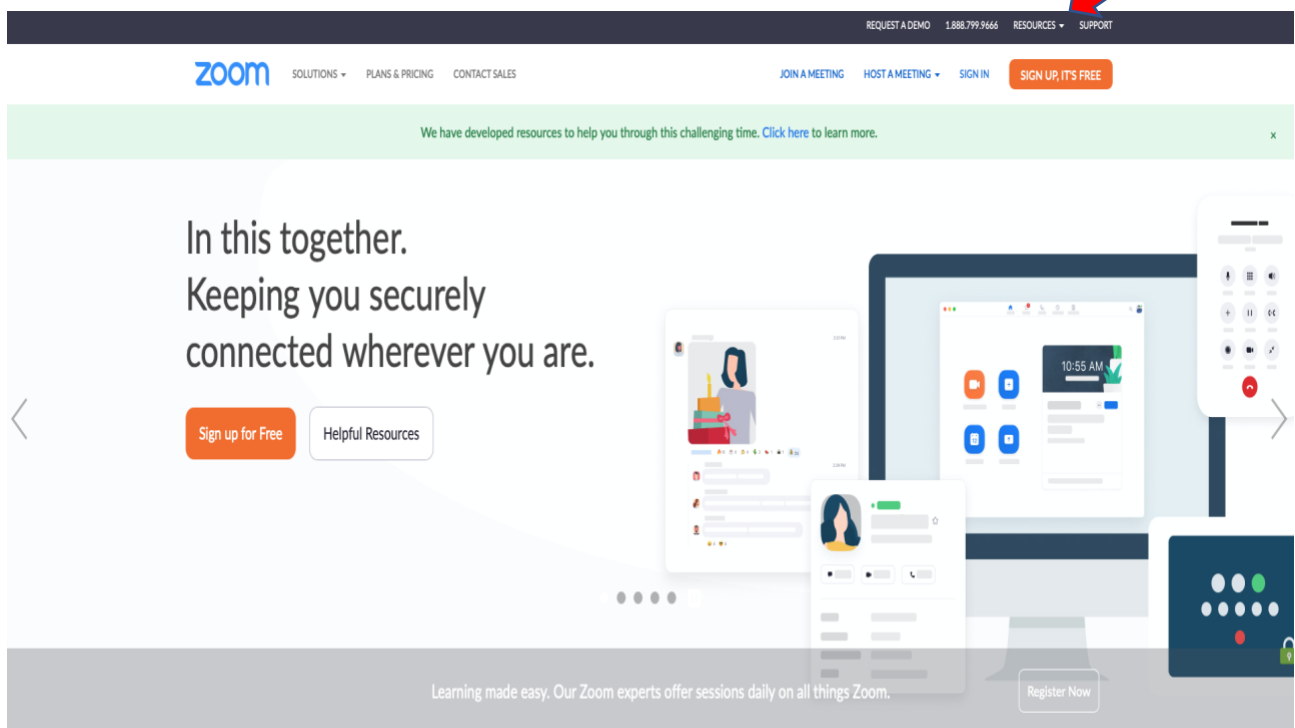 REQUEST A DEMO 1.888.799.9666 RESOURCES SUPPORT
zoom SOLUTIONS PLANS & PRICING CONTACT SALES JOIN A MEETING HOST A MEETING SIGN IN SIGN UP, IT'S FREE
We have developed resources to help you through this challenging time. Click here to learn more. x
In this together.
Keeping you securely
connected wherever you are.
Sign up for Free Helpful Resources
10:55 AM
Learning made easy. Our Zoom experts offer sessions daily on all things Zoom. Register Now